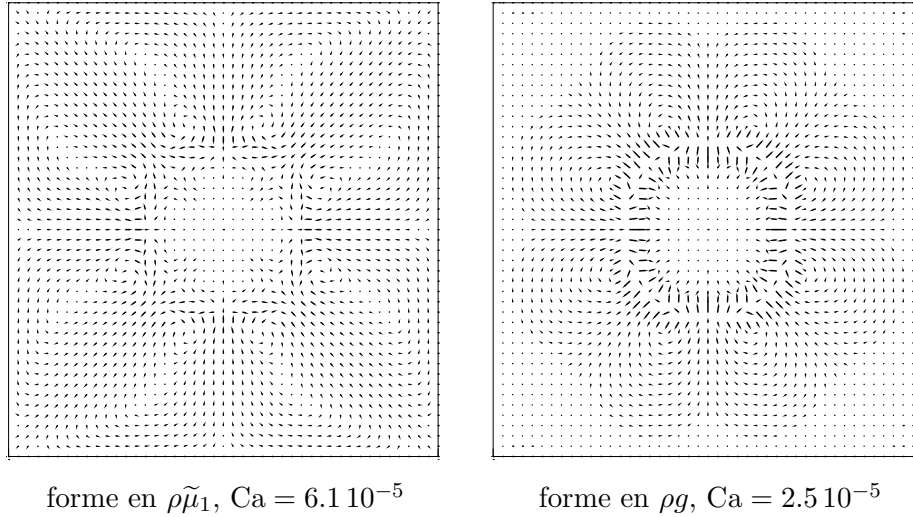 forme en ρμ̃₁, Ca = 6.1 10⁻⁵
forme en ρg, Ca = 2.5 10⁻⁵